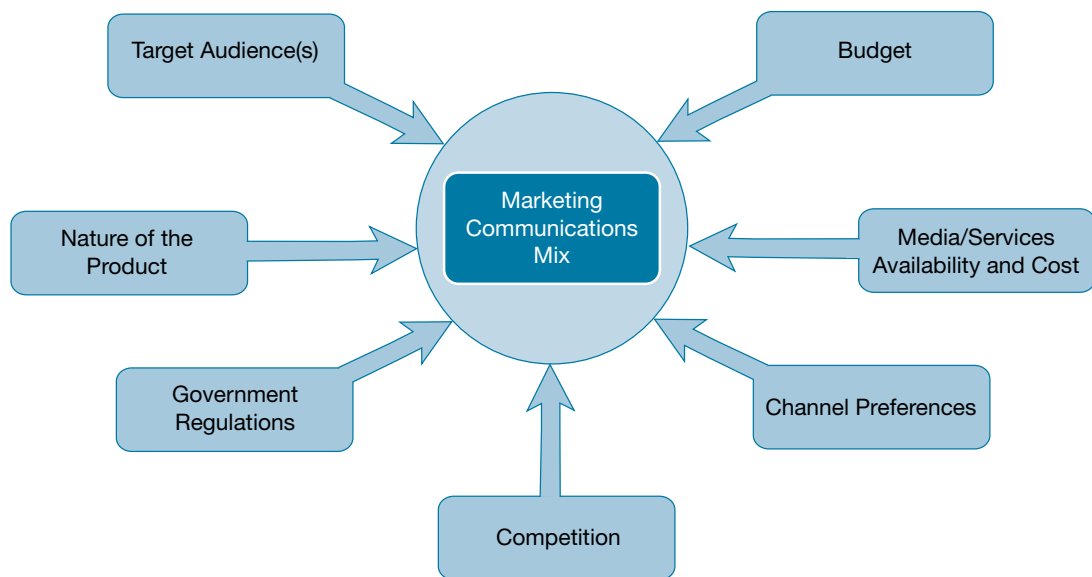 Target Audience(s)
Budget
Marketing
Communications
Mix
Nature of the
Product
Media/Services
Availability and Cost
Government
Regulations
Channel Preferences
Competition